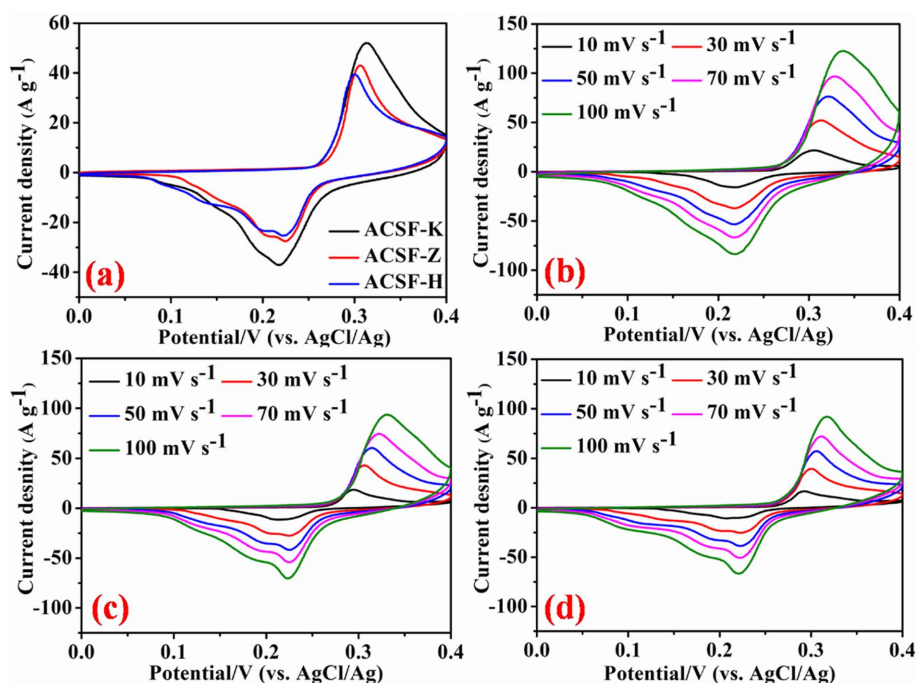 60
40
20
0
-20
-40
Current density (A g⁻¹)
ACSF-K
ACSF-Z
ACSF-H
(a)
0.0 0.1 0.2 0.3 0.4
Potential/V (vs. AgCl/Ag)
150
100
50
0
-50
-100
Current desnity (A g⁻¹)
10 mV s⁻¹ 30 mV s⁻¹
50 mV s⁻¹ 70 mV s⁻¹
100 mV s⁻¹
(b)
0.0 0.1 0.2 0.3 0.4
Potential/V (vs. AgCl/Ag)
150
100
50
0
-50
-100
Current desnity (A g⁻¹)
10 mV s⁻¹ 30 mV s⁻¹
50 mV s⁻¹ 70 mV s⁻¹
100 mV s⁻¹
(c)
0.0 0.1 0.2 0.3 0.4
Potential/V (vs. AgCl/Ag)
150
100
50
0
-50
-100
Current desnity (A g⁻¹)
10 mV s⁻¹ 30 mV s⁻¹
50 mV s⁻¹ 70 mV s⁻¹
100 mV s⁻¹
(d)
0.0 0.1 0.2 0.3 0.4
Potential/V (vs. AgCl/Ag)